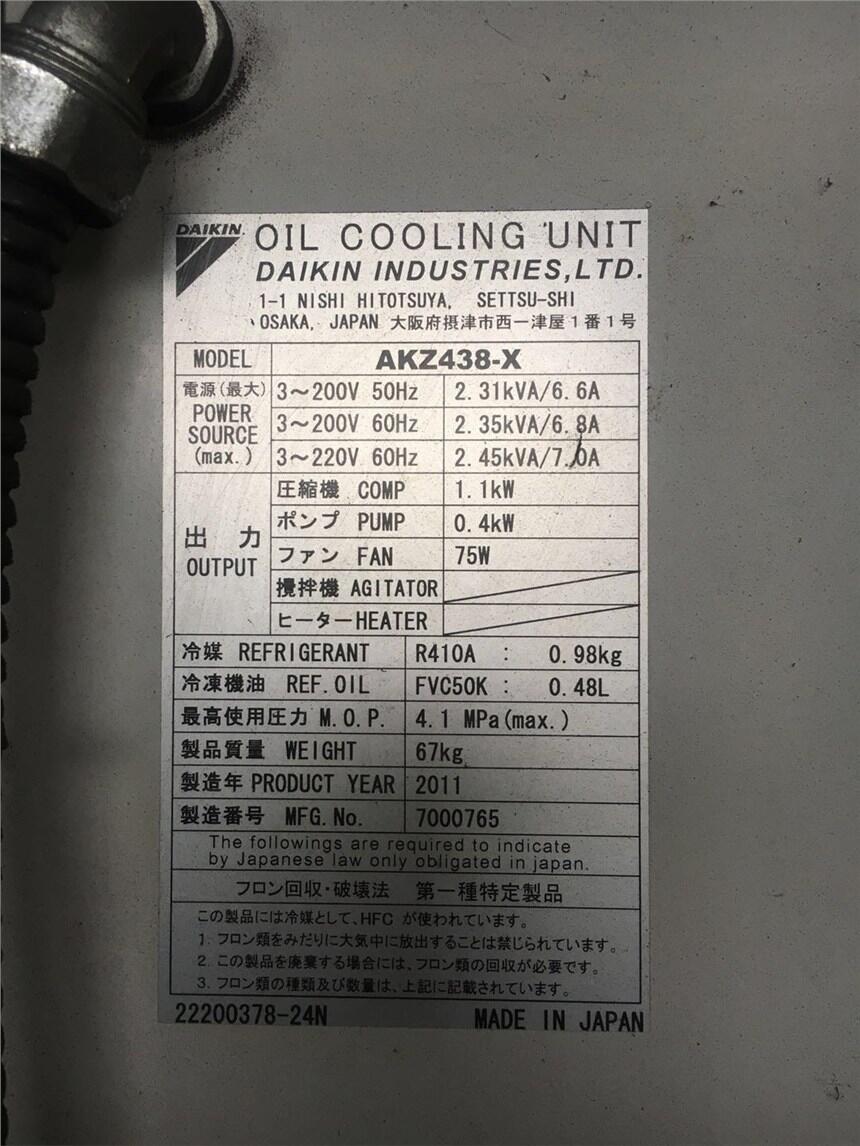 DAIKIN
OIL COOLING UNIT
DAIKIN INDUSTRIES,LTD.
1-1 NISHI HITOTSUYA, SETTSU-SHI
OSAKA, JAPAN 大阪府摂津市西一津屋1番1号
MODEL AKZ438-X
電源(最大) POWER SOURCE (max.)
3～200V 50Hz 2.31kVA/6.6A
3～200V 60Hz 2.35kVA/6.8A
3～220V 60Hz 2.45kVA/7.0A
出力 OUTPUT
圧縮機 COMP 1.1kW
ポンプ PUMP 0.4kW
ファン FAN 75W
攪拌機 AGITATOR
ヒーターHEATER
冷媒 REFRIGERANT R410A : 0.98kg
冷凍機油 REF.OIL FVC50K : 0.48L
最高使用圧力 M.O.P. 4.1 MPa(max.)
製品質量 WEIGHT 67kg
製造年 PRODUCT YEAR 2011
製造番号 MFG.No. 7000765
The followings are required to indicate
by Japanese law only obligated in japan.
フロン回収・破壊法 第一種特定製品
この製品には冷媒として、HFC が使われています。
1. フロン類をみだりに大気中に放出することは禁じられています。
2. この製品を廃棄する場合には、フロン類の回収が必要です。
3. フロン類の種類及び数量は、上記に記載されています。
22200378-24N MADE IN JAPAN